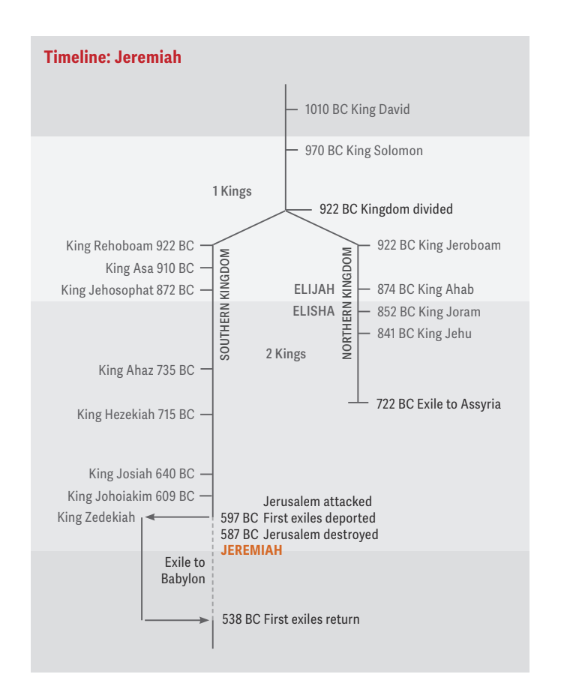 Timeline: Jeremiah
1010 BC King David
970 BC King Solomon
1 Kings
922 BC Kingdom divided
King Rehoboam 922 BC
922 BC King Jeroboam
King Asa 910 BC
King Jehosophat 872 BC
SOUTHERN KINGDOM
ELIJAH
NORTHERN KINGDOM
874 BC King Ahab
ELISHA
852 BC King Joram
841 BC King Jehu
2 Kings
King Ahaz 735 BC
722 BC Exile to Assyria
King Hezekiah 715 BC
King Josiah 640 BC
King Johoiakim 609 BC
Jerusalem attacked
King Zedekiah
597 BC First exiles deported
587 BC Jerusalem destroyed
JEREMIAH
Exile to
Babylon
538 BC First exiles return